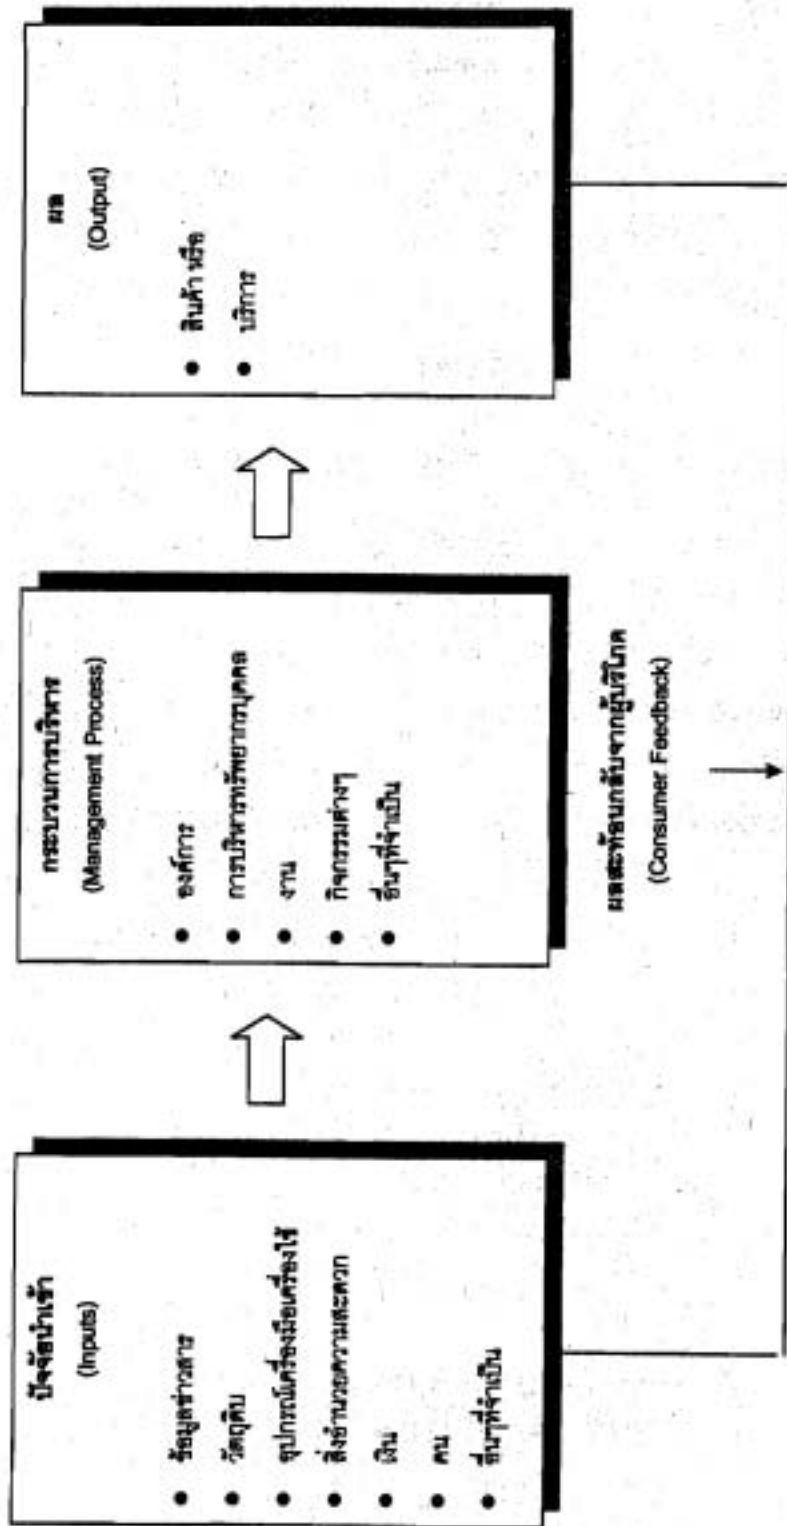 ปัจจัยนำเข้า
(Inputs)
• ข้อมูลข่าวสาร
• วัตถุดิบ
• อุปกรณ์เครื่องมือเครื่องใช้
• สิ่งอำนวยความสะดวก
• เงิน
• คน
• อื่นๆที่จำเป็น
กระบวนการบริหาร
(Management Process)
• องค์การ
• การบริหารทรัพยากรบุคคล
• งาน
• กิจกรรมต่างๆ
• อื่นๆที่จำเป็น
ผล
(Output)
• สินค้า หรือ
• บริการ
ผลสะท้อนกลับจากผู้บริโภค
(Consumer Feedback)